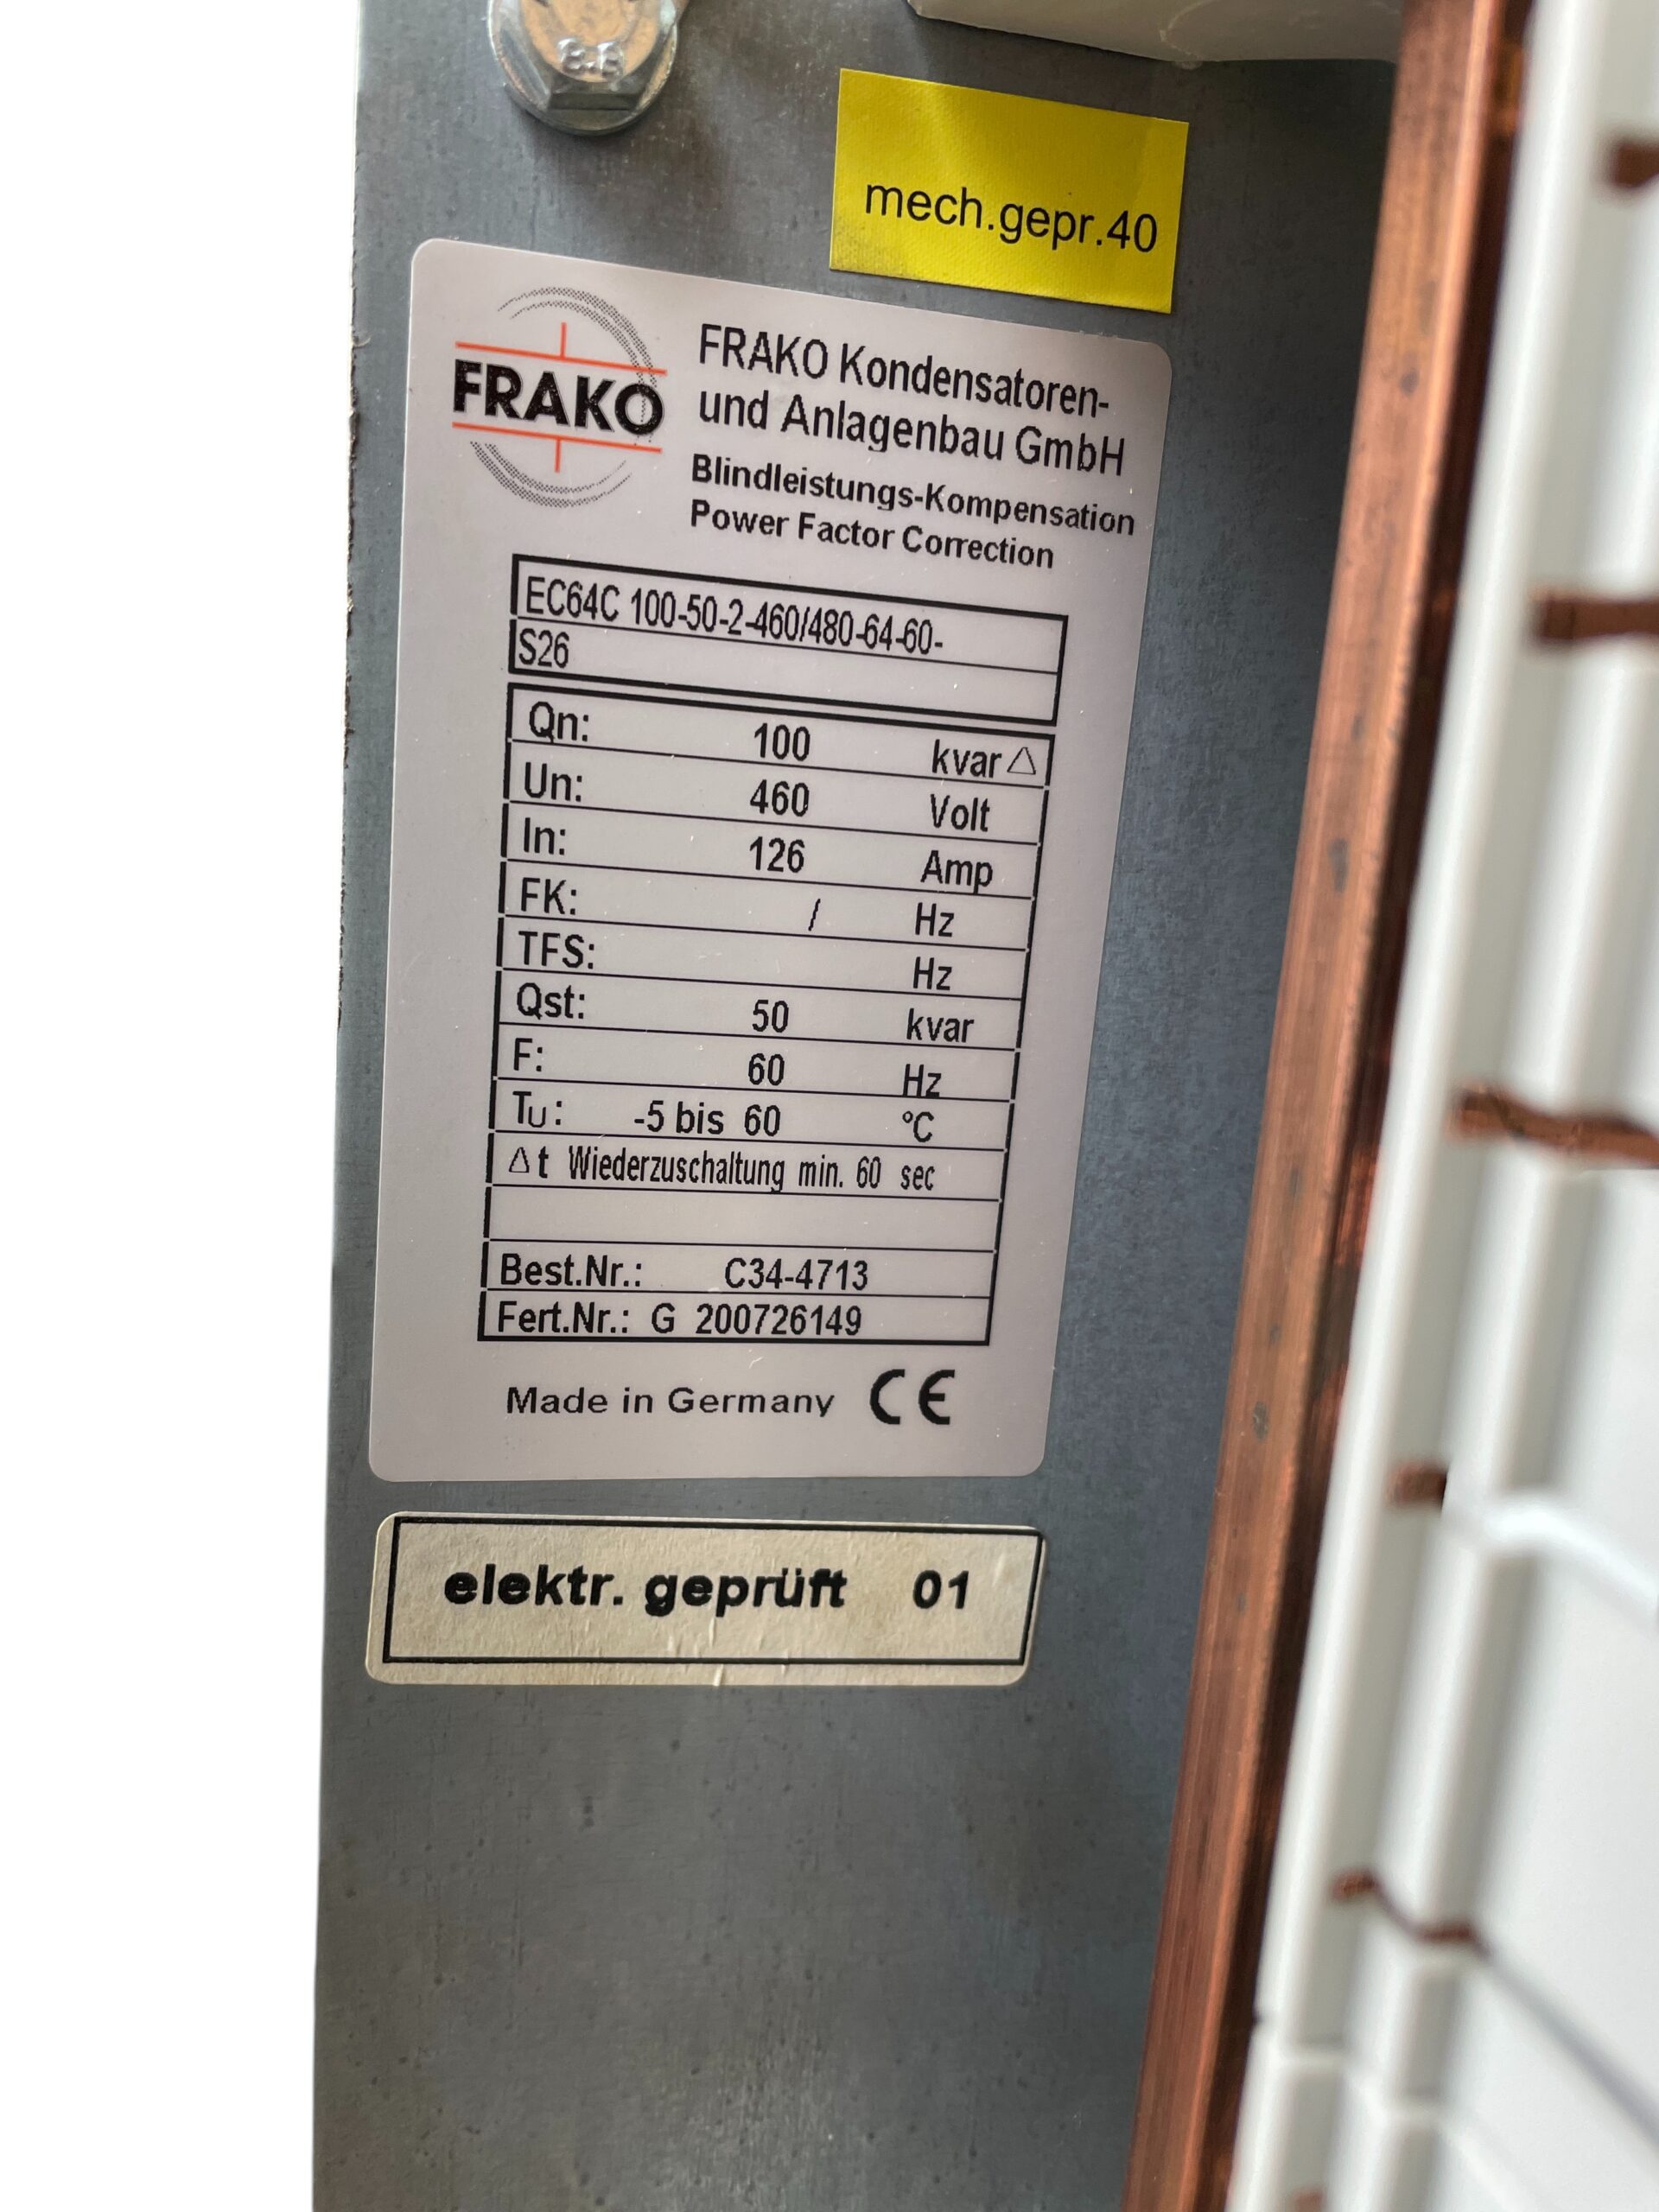 8.8
mech.gepr.40
FRAKO
FRAKO Kondensatoren-
und Anlagenbau GmbH
Blindleistungs-Kompensation
Power Factor Correction
EC64C 100-50-2-460/480-64-60-
S26
Qn: 100 kvar △
Un: 460 Volt
In: 126 Amp
FK: / Hz
TFS: Hz
Qst: 50 kvar
F: 60 Hz
TU: -5 bis 60 °C
Δt Wiederzuschaltung min. 60 sec
Best.Nr.: C34-4713
Fert.Nr.: G 200726149
Made in Germany CE
elektr. geprüft 01